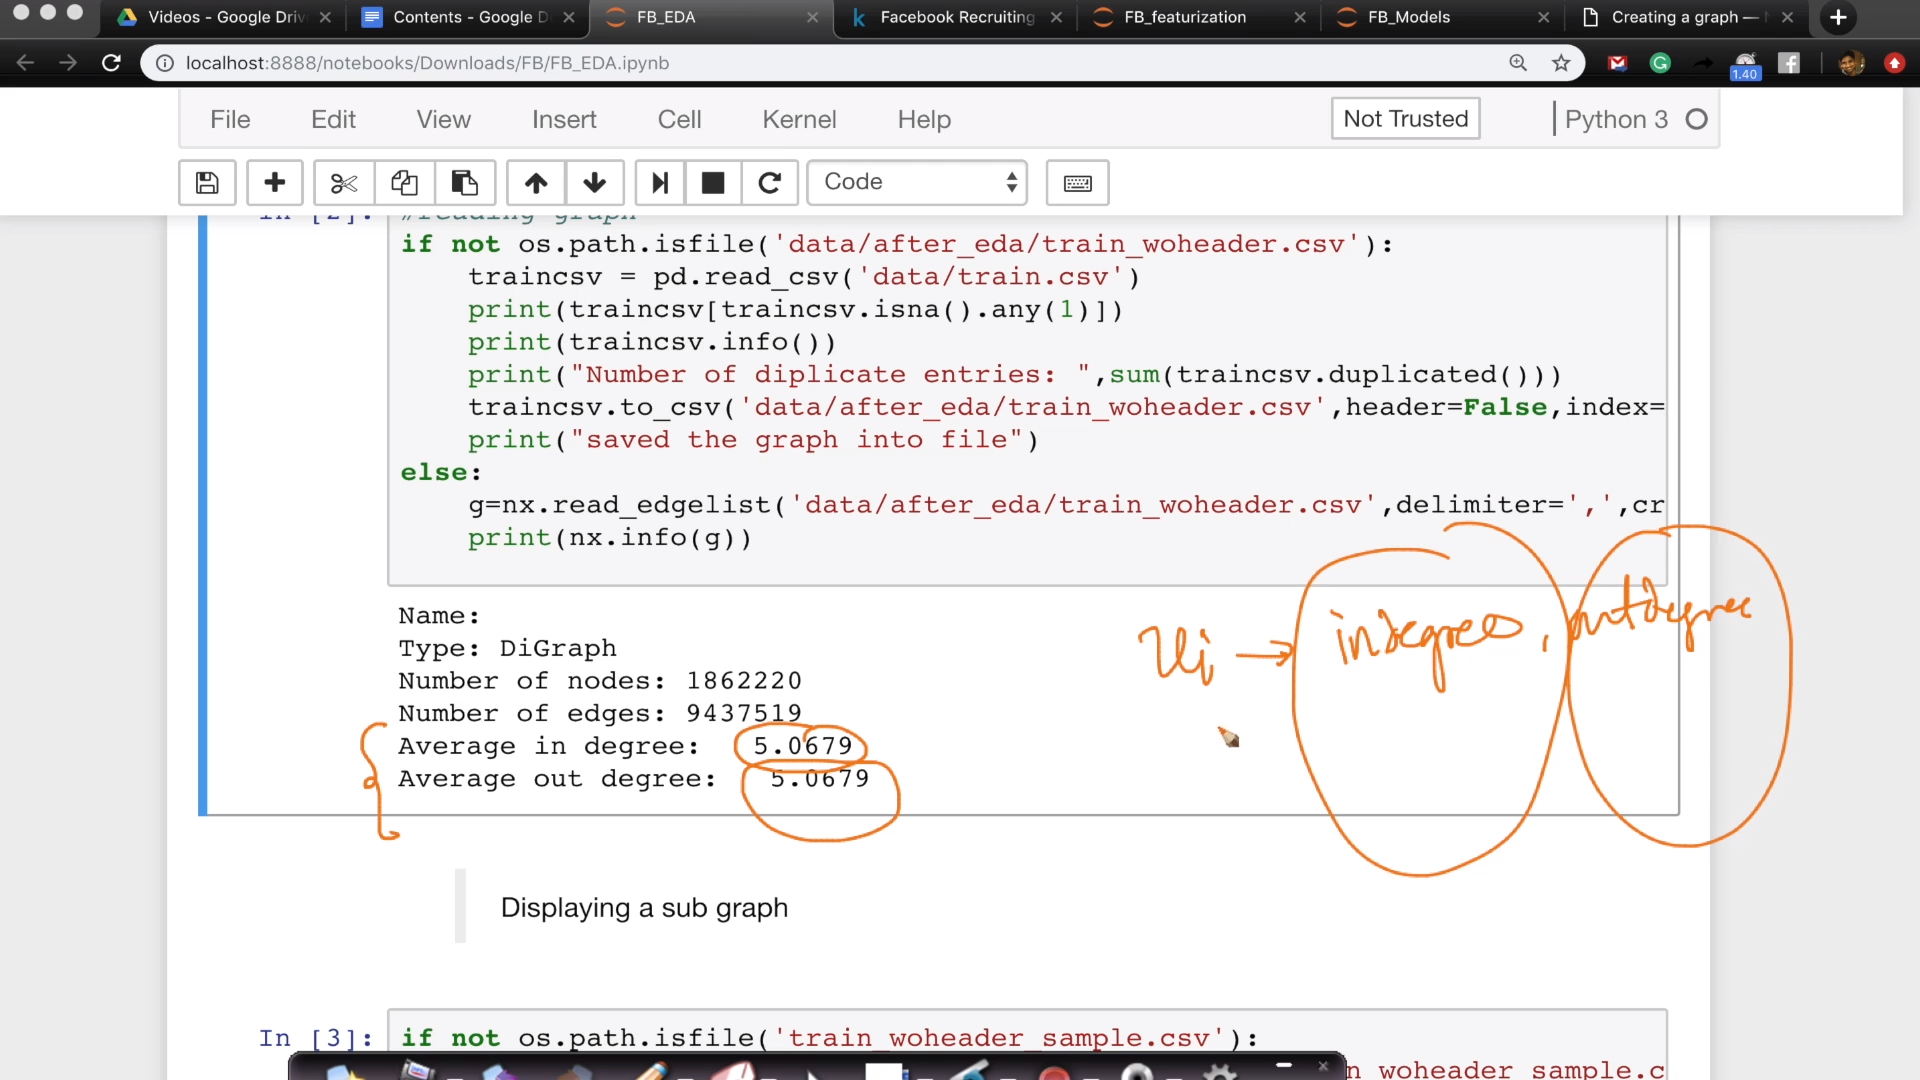 Videos - Google Driv
Contents - Google D
FB_EDA
Facebook Recruiting
FB_featurization
FB_Models
Creating a graph —
localhost:8888/notebooks/Downloads/FB/FB_EDA.ipynb
1.40
File Edit View Insert Cell Kernel Help Not Trusted Python 3
Code
In [2]: #reading graph
if not os.path.isfile('data/after_eda/train_woheader.csv'):
traincsv = pd.read_csv('data/train.csv')
print(traincsv[traincsv.isna().any(1)])
print(traincsv.info())
print("Number of diplicate entries: ",sum(traincsv.duplicated()))
traincsv.to_csv('data/after_eda/train_woheader.csv',header=False,index=
print("saved the graph into file")
else:
g=nx.read_edgelist('data/after_eda/train_woheader.csv',delimiter=',',cr
print(nx.info(g))
Name:
Type: DiGraph
Number of nodes: 1862220
Number of edges: 9437519
Average in degree: 5.0679
Average out degree: 5.0679
ui → indegree, outdegree
Displaying a sub graph
In [3]: if not os.path.isfile('train_woheader_sample.csv'):
n_woheader_sample.c